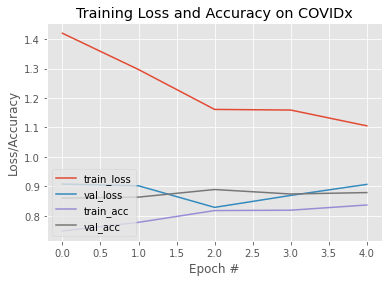 Training Loss and Accuracy on COVIDx
1.4
1.3
1.2
1.1
1.0
0.9
0.8
Loss/Accuracy
train_loss
val_loss
train_acc
val_acc
0.0 0.5 1.0 1.5 2.0 2.5 3.0 3.5 4.0
Epoch #